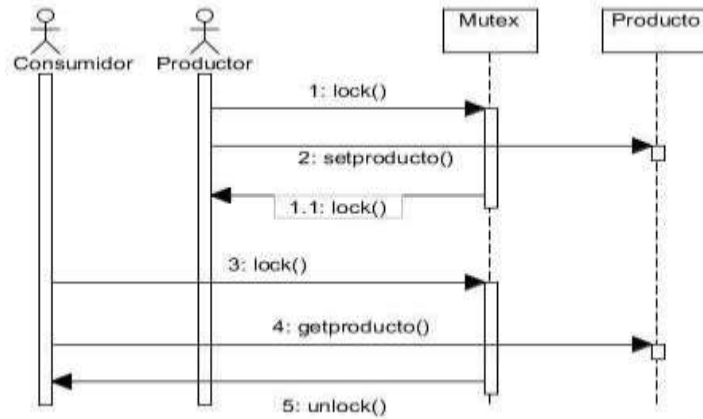 Consumidor
Productor
Mutex
Producto
1: lock()
2: setproducto()
1.1: lock()
3: lock()
4: getproducto()
5: unlock()